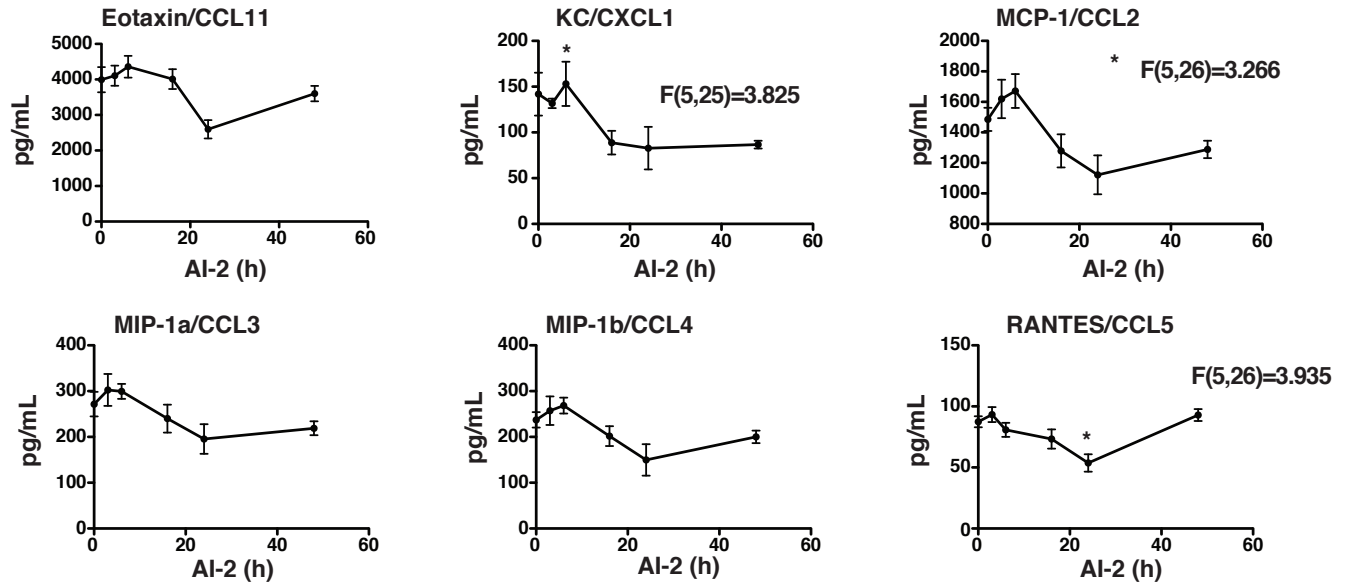 Eotaxin/CCL11
5000
4000
3000
2000
1000
0
pg/mL
0 20 40 60
AI-2 (h)
KC/CXCL1
200
150
100
50
0
pg/mL
*
F(5,25)=3.825
0 20 40 60
AI-2 (h)
MCP-1/CCL2
2000
1800
1600
1400
1200
1000
800
pg/mL
*
F(5,26)=3.266
0 20 40 60
AI-2 (h)
MIP-1a/CCL3
400
300
200
100
0
pg/mL
0 20 40 60
AI-2 (h)
MIP-1b/CCL4
400
300
200
100
0
pg/mL
0 20 40 60
AI-2 (h)
RANTES/CCL5
150
100
50
0
pg/mL
F(5,26)=3.935
*
0 20 40 60
AI-2 (h)